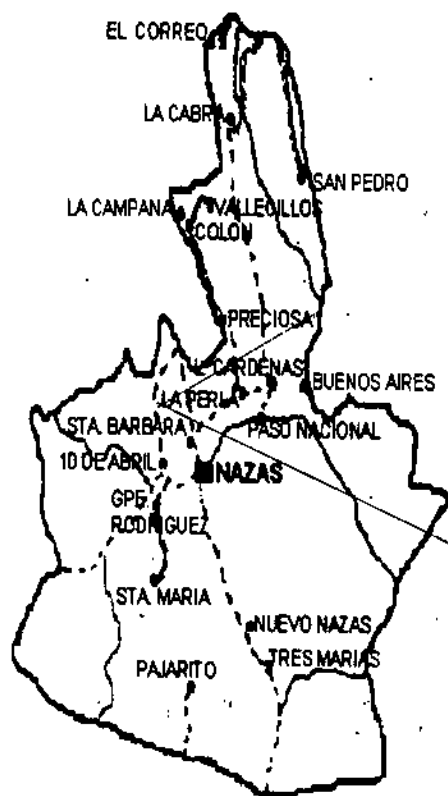 EL CORREO
LA CABRA
SAN PEDRO
LA CAMPANA
VALLECILLOS
COLON
PRECIOSA
L. CARDENAS
BUENOS AIRES
LA PERLA
STA. BARBARA
PASO NACIONAL
10 DE ABRIL
NAZAS
GPE
RODRIGUEZ
STA. MARIA
NUEVO NAZAS
TRES MARIAS
PAJARITO